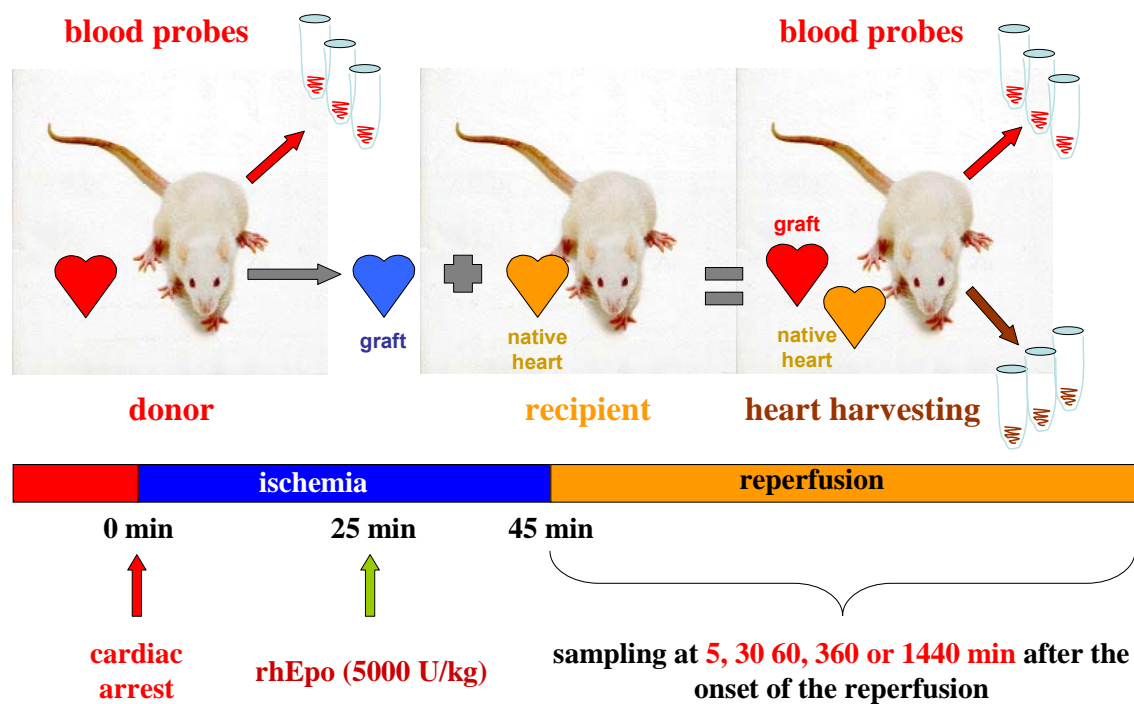 blood probes
blood probes
graft
graft
native
heart
native
heart
donor
recipient
heart harvesting
ischemia
reperfusion
0 min
25 min
45 min
cardiac
arrest
rhEpo (5000 U/kg)
sampling at 5, 30 60, 360 or 1440 min after the
onset of the reperfusion